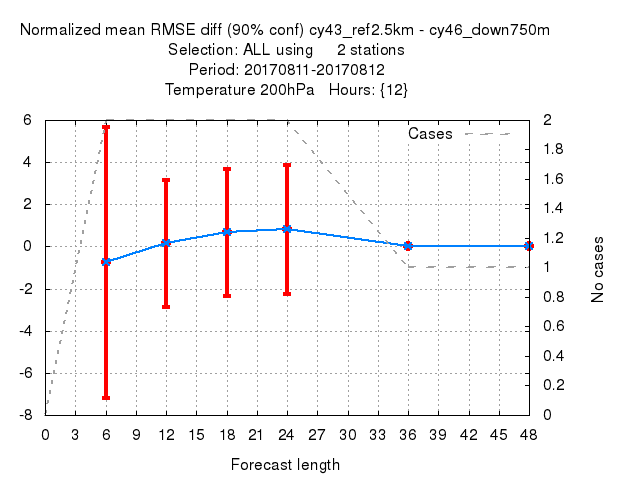 Normalized mean RMSE diff (90% conf) cy43_ref2.5km - cy46_down750m
Selection: ALL using 2 stations
Period: 20170811-20170812
Temperature 200hPa Hours: {12}
Cases
6
4
2
0
-2
-4
-6
-8
2
1.8
1.6
1.4
1.2
1
0.8
0.6
0.4
0.2
0
No cases
0 3 6 9 12 15 18 21 24 27 30 33 36 39 42 45 48
Forecast length